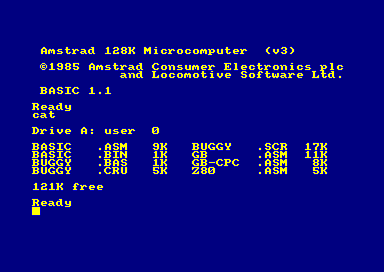 Amstrad 128K Microcomputer  (v3)
©1985 Amstrad Consumer Electronics plc
and Locomotive Software Ltd.
BASIC 1.1
Ready
cat
Drive A: user  0
BASIC   .ASM   9K   BUGGY   .SCR  17K
BASIC   .BIN   1K   GB      .ASM  11K
BUGGY   .BAS   1K   GB-CPC  .ASM   8K
BUGGY   .CRU   5K   Z80     .ASM   5K
121K free
Ready